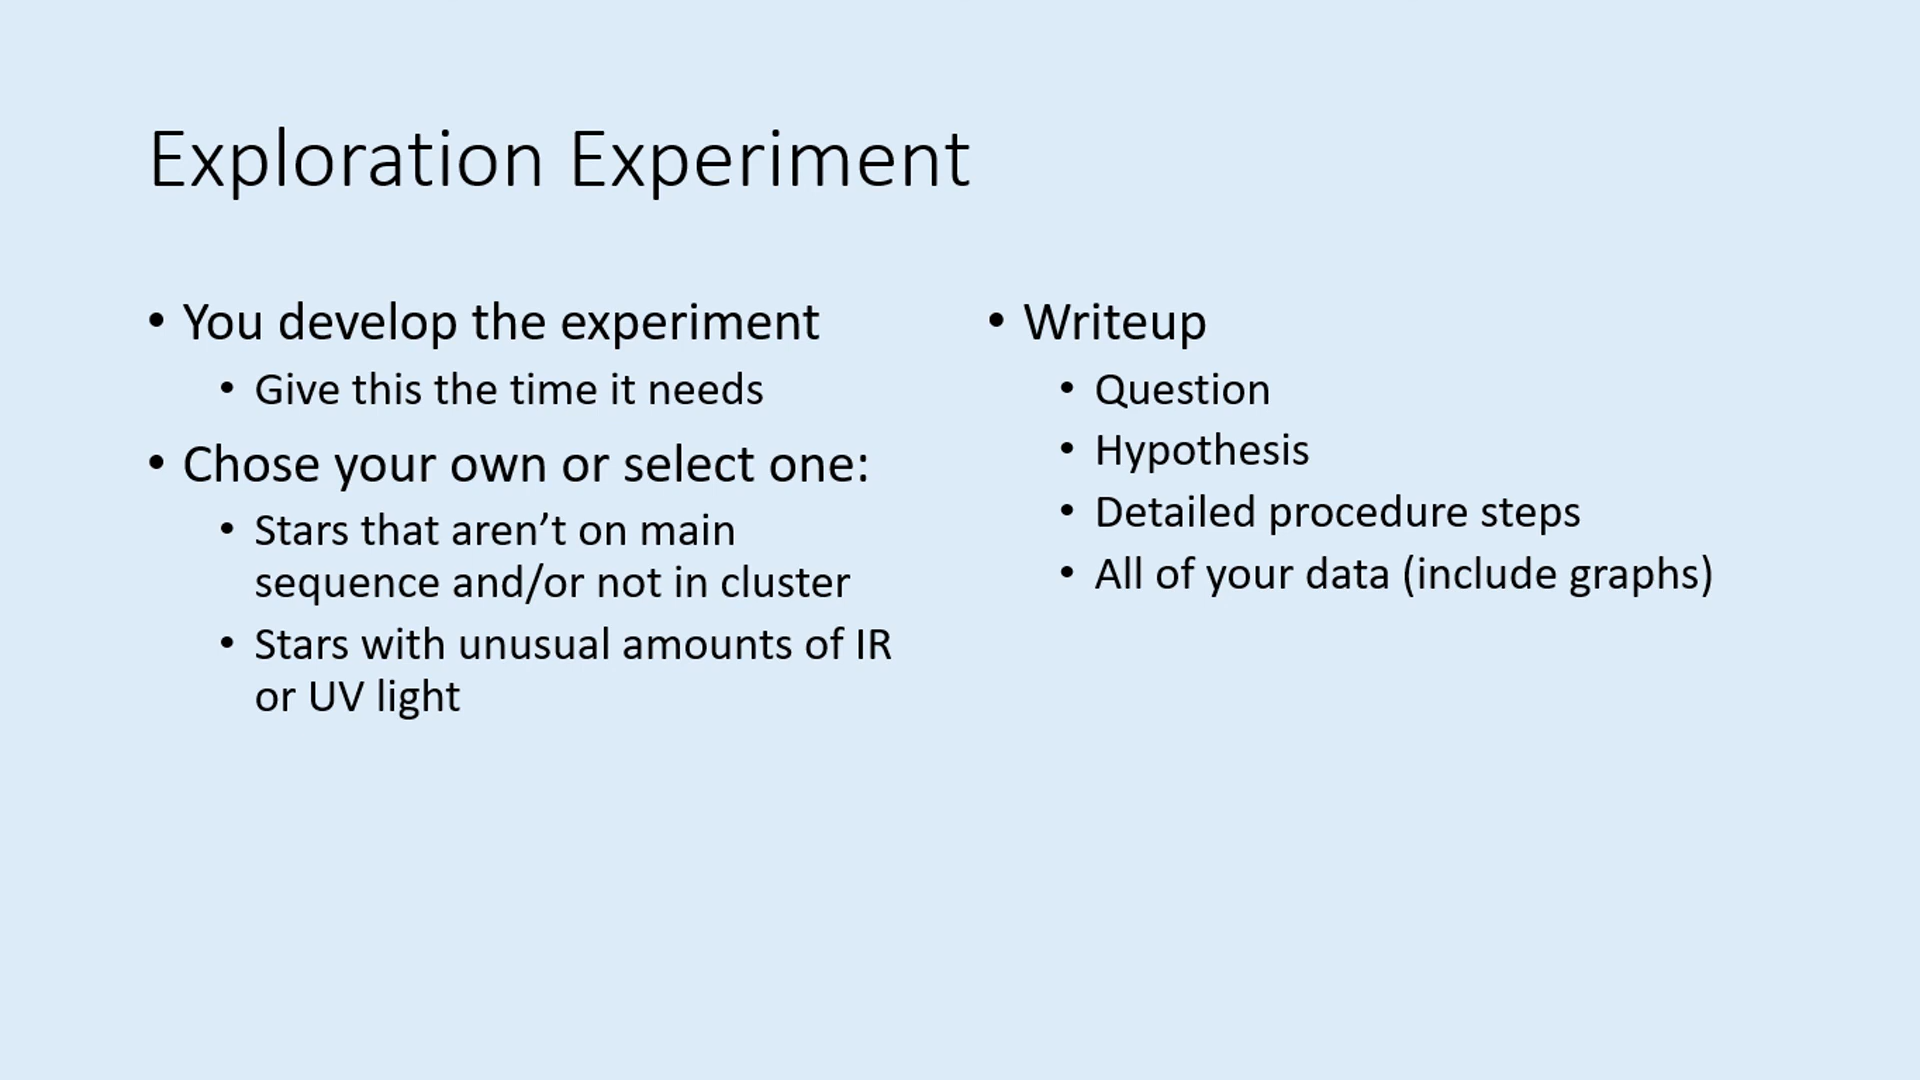 Exploration Experiment
• You develop the experiment
• Give this the time it needs
• Chose your own or select one:
• Stars that aren’t on main
sequence and/or not in cluster
• Stars with unusual amounts of IR
or UV light
• Writeup
• Question
• Hypothesis
• Detailed procedure steps
• All of your data (include graphs)